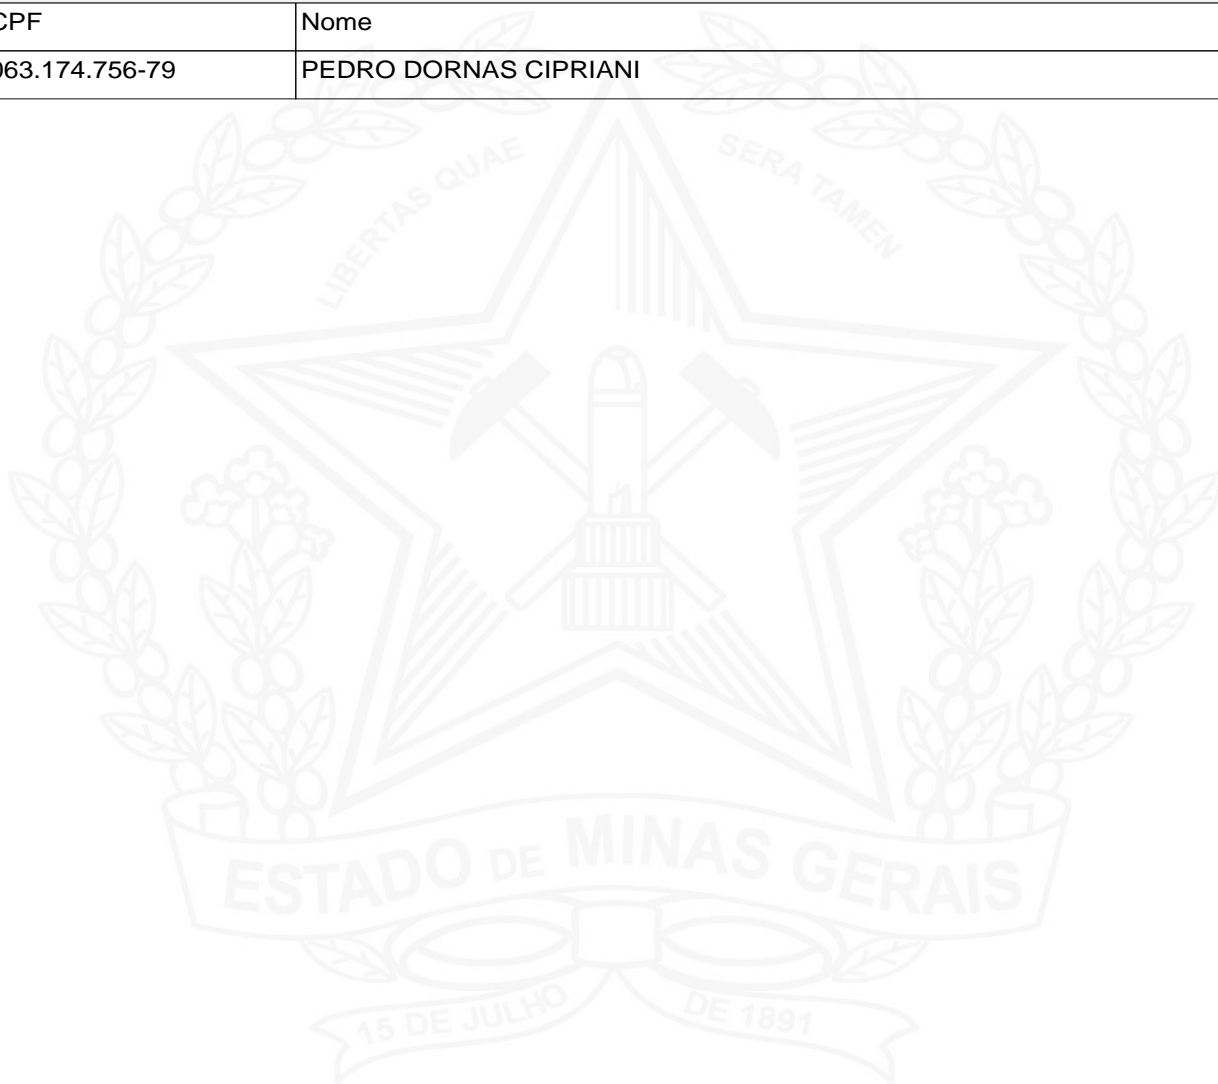 CPF Nome
063.174.756-79 PEDRO DORNAS CIPRIANI
LIBERTAS QUAE SERA TAMEN
ESTADO DE MINAS GERAIS
15 DE JULHO DE 1891